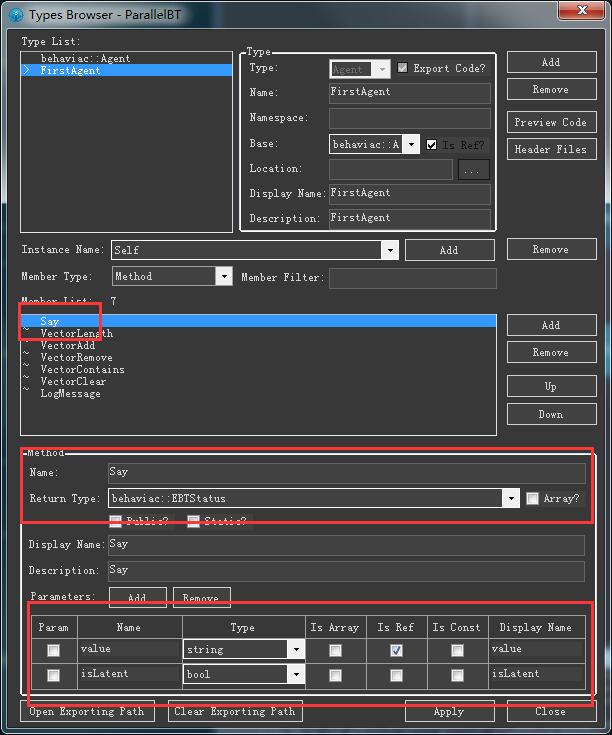 Types Browser - ParallelBT
Type List:
behaviac::Agent
> FirstAgent
Type
Type: Agent Export Code?
Name: FirstAgent
Namespace:
Base: behaviac::A Is Ref?
Location: ...
Display Name: FirstAgent
Description: FirstAgent
Add
Remove
Preview Code
Header Files
Instance Name: Self Add Remove
Member Type: Method Member Filter:
Member List: 7
Say
~ VectorLength
~ VectorAdd
~ VectorRemove
~ VectorContains
~ VectorClear
~ LogMessage
Add
Remove
Up
Down
Method
Name: Say
Return Type: behaviac::EBTStatus Array?
Public? Static?
Display Name: Say
Description: Say
Parameters: Add Remove
Param Name Type Is Array Is Ref Is Const Display Name
value string value
isLatent bool isLatent
Open Exporting Path Clear Exporting Path Apply Close